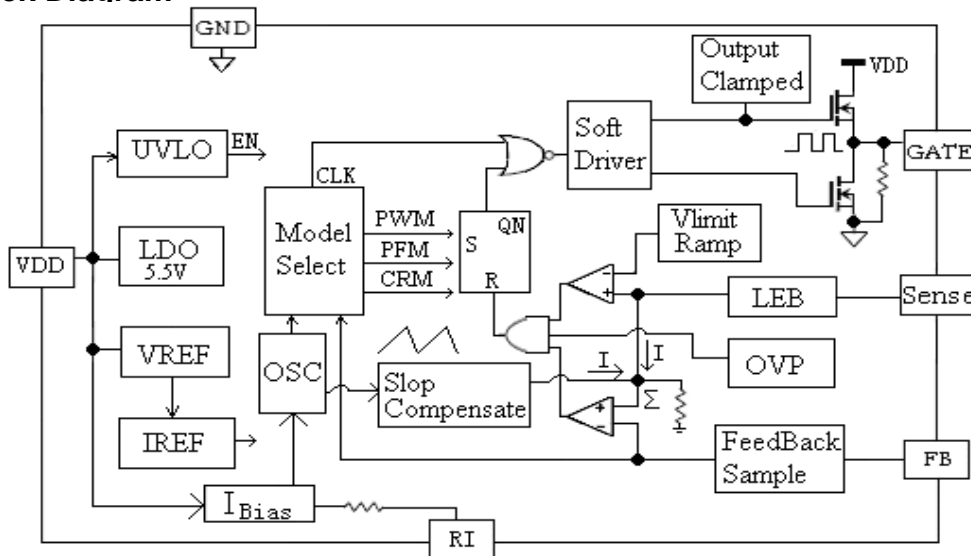 GND
Output
Clamped
VDD
Soft
Driver
UVLO
EN
GATE
CLK
Model
Select
PWM
PFM
CRM
S
QN
R
Vlimit
Ramp
VDD
LDO
5.5V
LEB
Sense
VREF
OSC
Slop
Compensate
I
I
Σ
OVP
IREF
FeedBack
Sample
FB
I Bias
RI